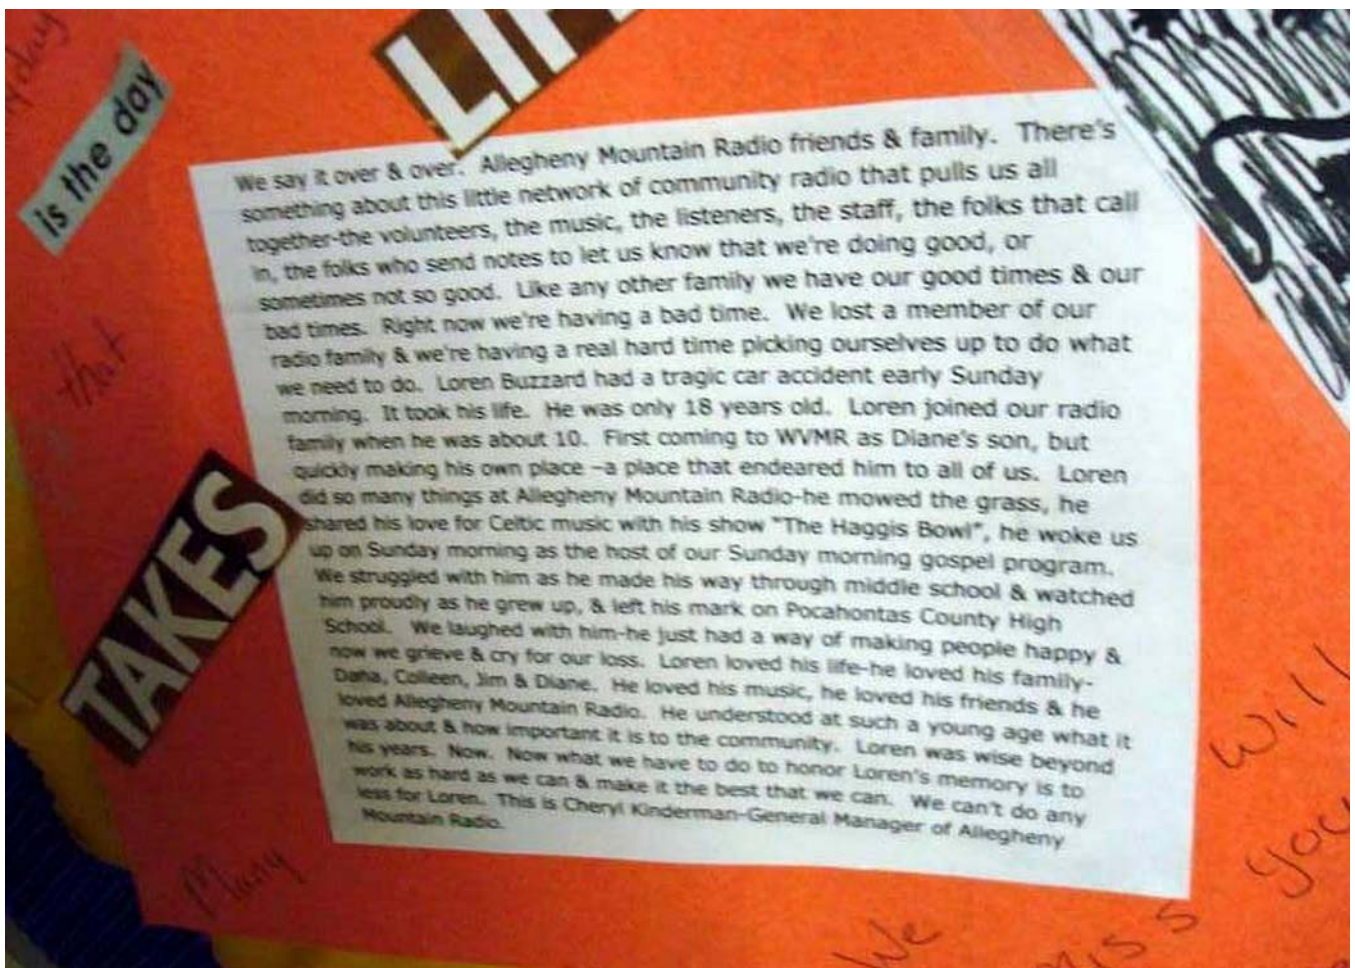 day
is the day
LIF
that
We say it over & over. Allegheny Mountain Radio friends & family. There's
something about this little network of community radio that pulls us all
together-the volunteers, the music, the listeners, the staff, the folks that call
in, the folks who send notes to let us know that we're doing good, or
sometimes not so good. Like any other family we have our good times & our
bad times. Right now we're having a bad time. We lost a member of our
radio family & we're having a real hard time picking ourselves up to do what
we need to do. Loren Buzzard had a tragic car accident early Sunday
morning. It took his life. He was only 18 years old. Loren joined our radio
family when he was about 10. First coming to WVMR as Diane's son, but
quickly making his own place –a place that endeared him to all of us. Loren
did so many things at Allegheny Mountain Radio-he mowed the grass, he
shared his love for Celtic music with his show "The Haggis Bowl", he woke us
up on Sunday morning as the host of our Sunday morning gospel program.
We struggled with him as he made his way through middle school & watched
him proudly as he grew up, & left his mark on Pocahontas County High
School. We laughed with him-he just had a way of making people happy &
now we grieve & cry for our loss. Loren loved his life-he loved his family-
Daña, Colleen, Jim & Diane. He loved his music, he loved his friends & he
loved Allegheny Mountain Radio. He understood at such a young age what it
was about & how important it is to the community. Loren was wise beyond
his years. Now. Now what we have to do to honor Loren's memory is to
work as hard as we can & make it the best that we can. We can't do any
less for Loren. This is Cheryl Kinderman-General Manager of Allegheny
Mountain Radio.
TAKES
Many
We will
miss you